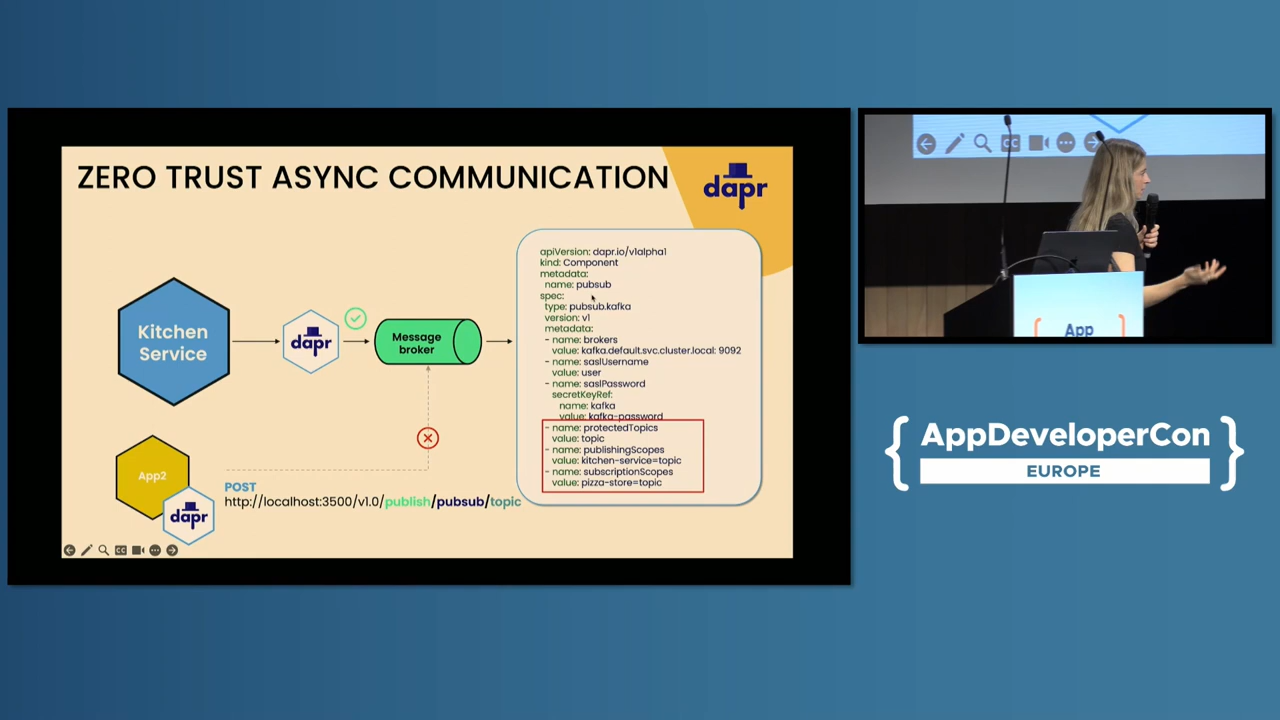 ZERO TRUST ASYNC COMMUNICATION
dapr
apiVersion: dapr.io/v1alpha1
kind: Component
metadata:
name: pubsub
spec:
type: pubsub.kafka
version: v1
metadata:
- name: brokers
value: kafka.default.svc.cluster.local: 9092
- name: saslUsername
value: user
- name: saslPassword
secretKeyRef:
name: kafka
value: kafka-password
- name: protectedTopics
value: topic
- name: publishingScopes
value: kitchen-service=topic
- name: subscriptionScopes
value: pizza-store=topic
Kitchen
Service
dapr
Message
broker
App2
dapr
POST
http://localhost:3500/v1.0/publish/pubsub/topic
CC
CC
App
{ AppDeveloperCon }
EUROPE